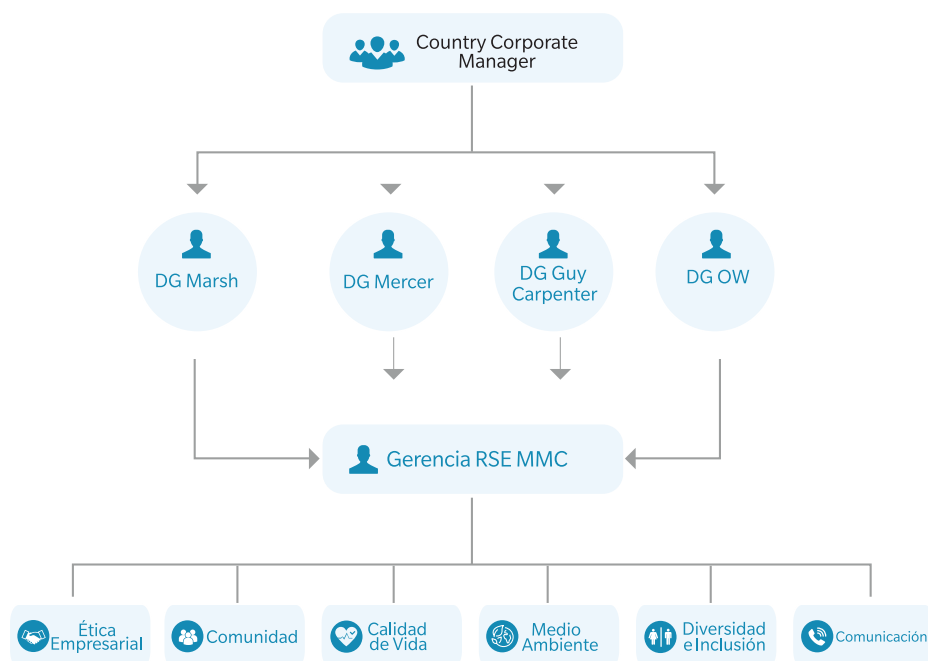 Country Corporate
Manager
DG Marsh
DG Mercer
DG Guy
Carpenter
DG OW
Gerencia RSE MMC
Ética
Empresarial
Comunidad
Calidad
de Vida
Medio
Ambiente
Diversidad
e Inclusión
Comunicación